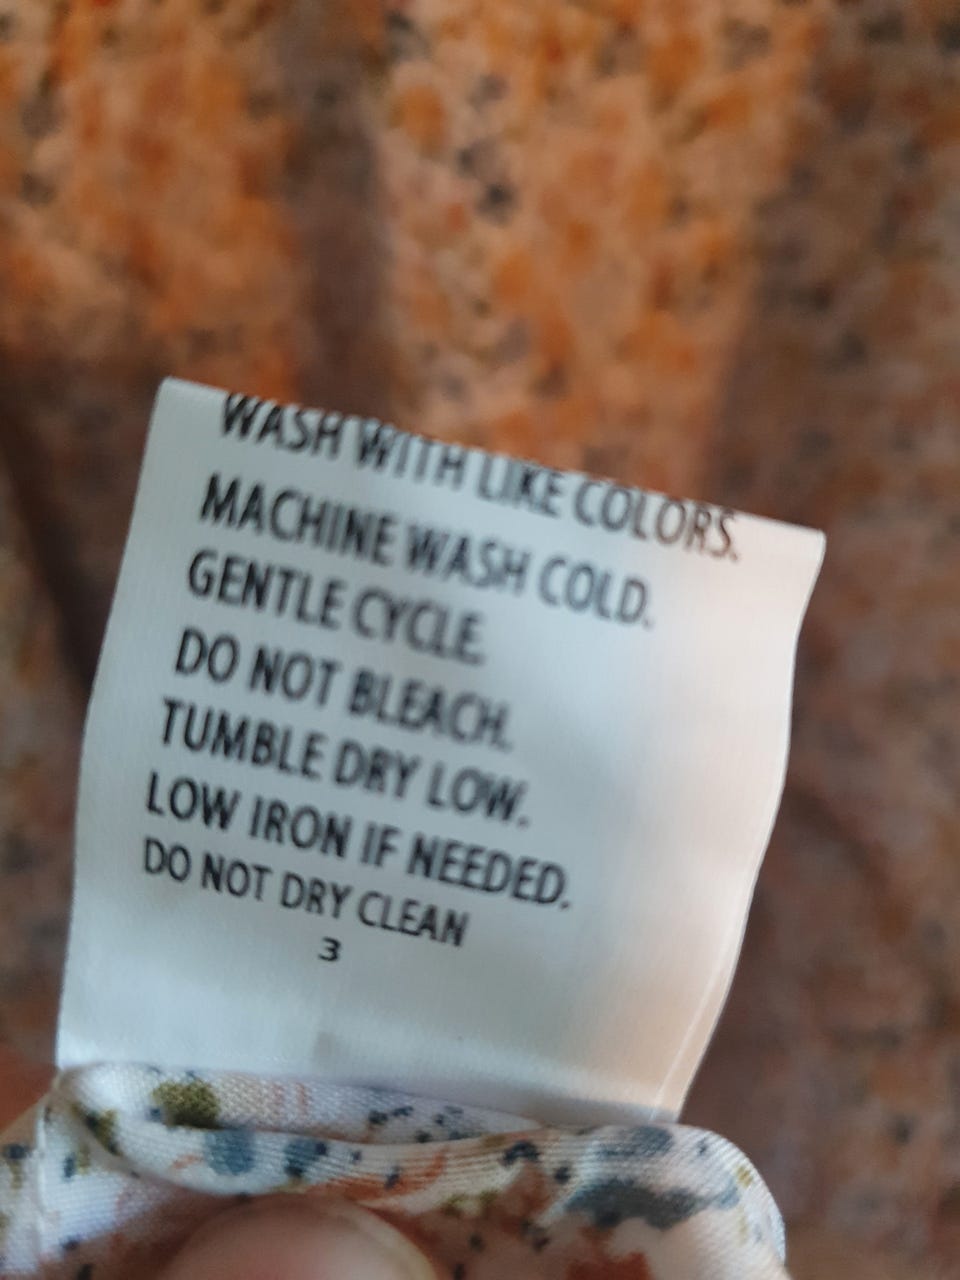 WASH WITH LIKE COLORS.
MACHINE WASH COLD.
GENTLE CYCLE.
DO NOT BLEACH.
TUMBLE DRY LOW.
LOW IRON IF NEEDED.
DO NOT DRY CLEAN
3